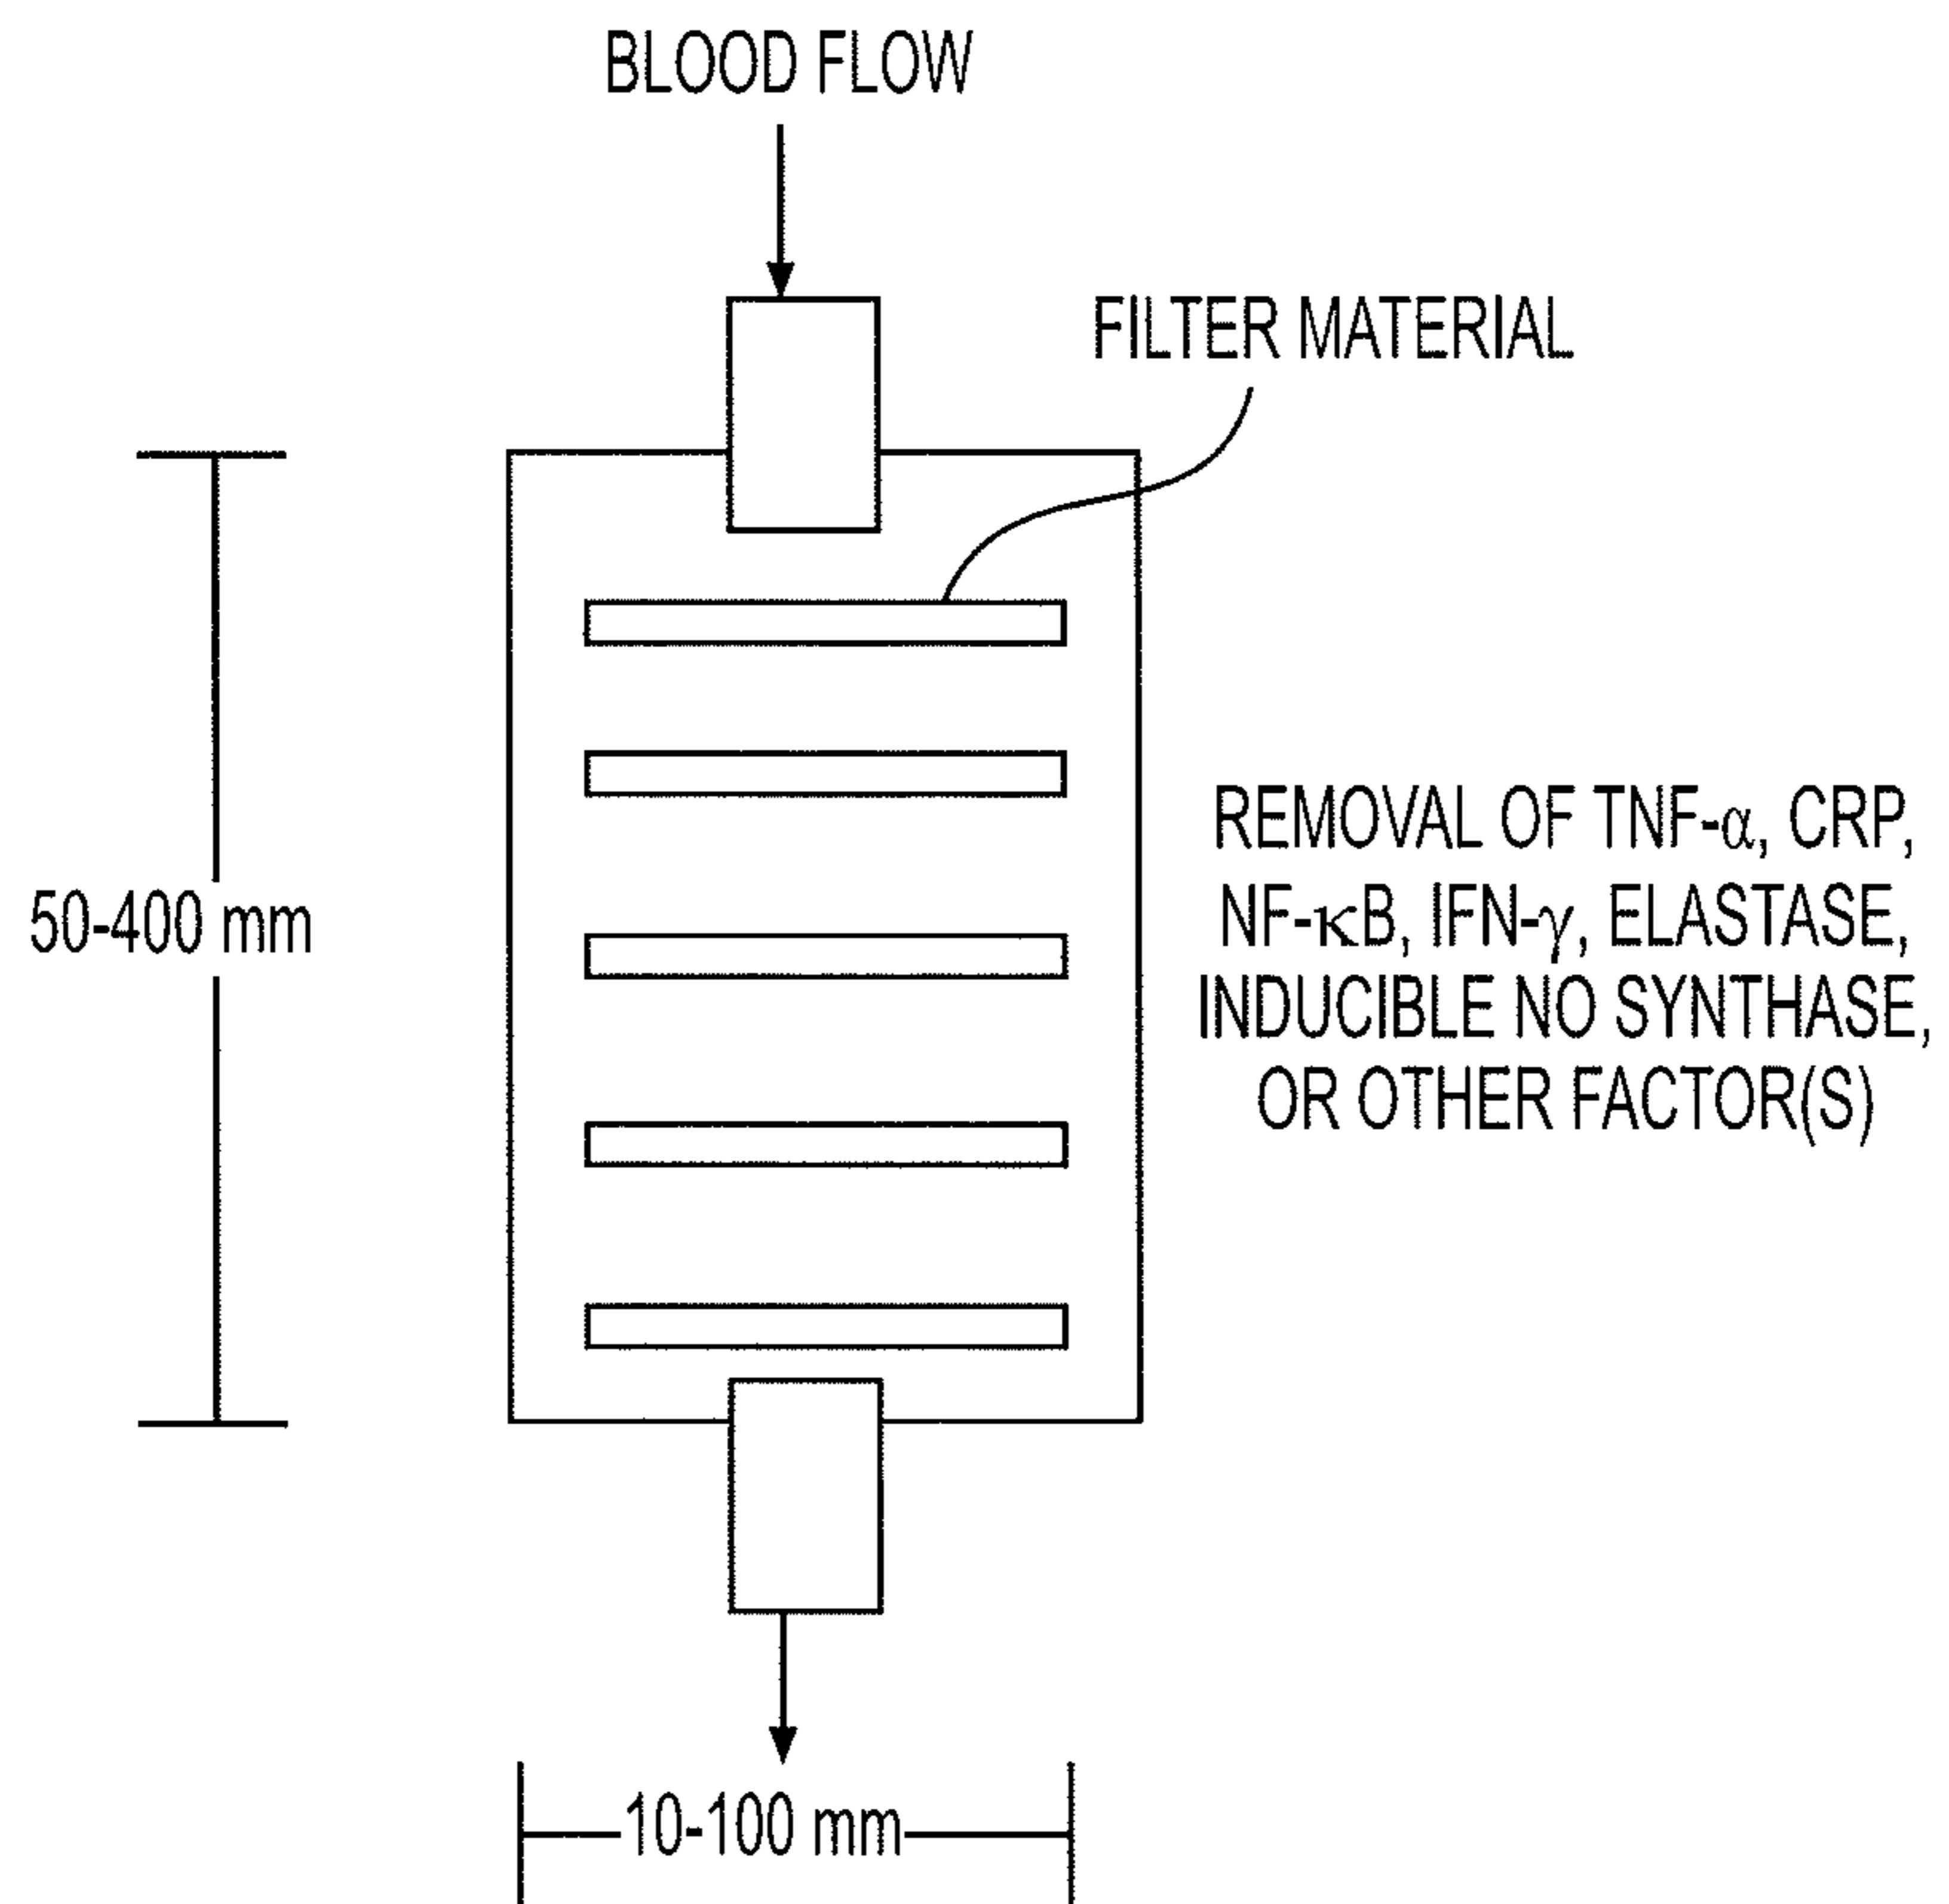 BLOOD FLOW
FILTER MATERIAL
REMOVAL OF TNF-α, CRP,
NF-κB, IFN-γ, ELASTASE,
INDUCIBLE NO SYNTHASE,
OR OTHER FACTOR(S)
50-400 mm
10-100 mm